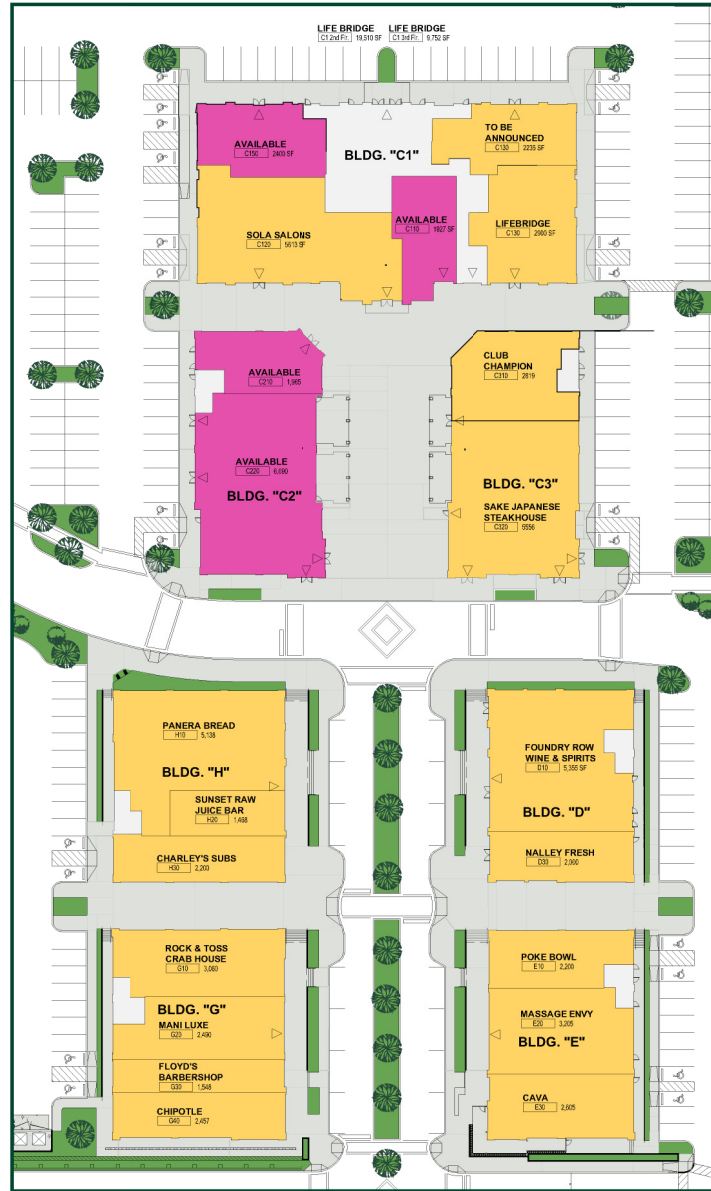 LIFE BRIDGE
C1 2nd Flr. 19,510 SF
LIFE BRIDGE
C1 3rd Flr. 9,752 SF
AVAILABLE
C150 2400 SF
BLDG. "C1"
TO BE
ANNOUNCED
C130 2235 SF
SOLA SALONS
C120 5613 SF
AVAILABLE
C110 1927 SF
LIFEBRIDGE
C130 2900 SF
AVAILABLE
C210 1,965
CLUB
CHAMPION
C310 2819
AVAILABLE
C220 6,690
BLDG. "C2"
BLDG. "C3"
SAKE JAPANESE
STEAKHOUSE
C320 5556
PANERA BREAD
H10 5,138
BLDG. "H"
SUNSET RAW
JUICE BAR
H20 1,468
CHARLEY'S SUBS
H30 2,200
FOUNDRY ROW
WINE & SPIRITS
D10 5,355 SF
BLDG. "D"
NALLEY FRESH
D30 2,900
ROCK & TOSS
CRAB HOUSE
G10 3,080
BLDG. "G"
MANI LUXE
G20 2,490
FLOYD'S
BARBERSHOP
G30 1,548
CHIPOTLE
G40 2,457
POKE BOWL
E10 2,200
MASSAGE ENVY
E20 3,205
BLDG. "E"
CAVA
E30 2,605